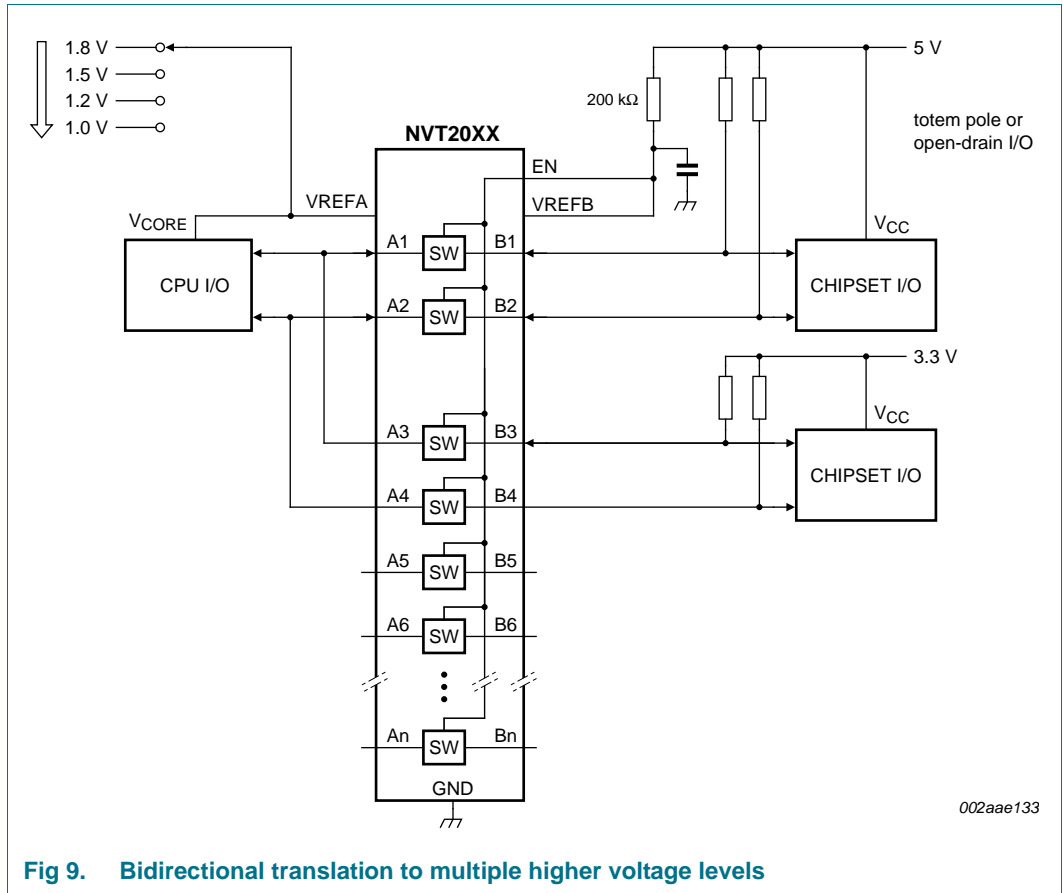 1.8 V
1.5 V
1.2 V
1.0 V
5 V
200 kΩ
totem pole or
open-drain I/O
NVT20XX
EN
VREFA
VREFB
VCORE
VCC
A1
SW
B1
CPU I/O
CHIPSET I/O
A2
SW
B2
3.3 V
VCC
A3
SW
B3
CHIPSET I/O
A4
SW
B4
A5
SW
B5
A6
SW
B6
An
SW
Bn
GND
002aae133
Fig 9. Bidirectional translation to multiple higher voltage levels